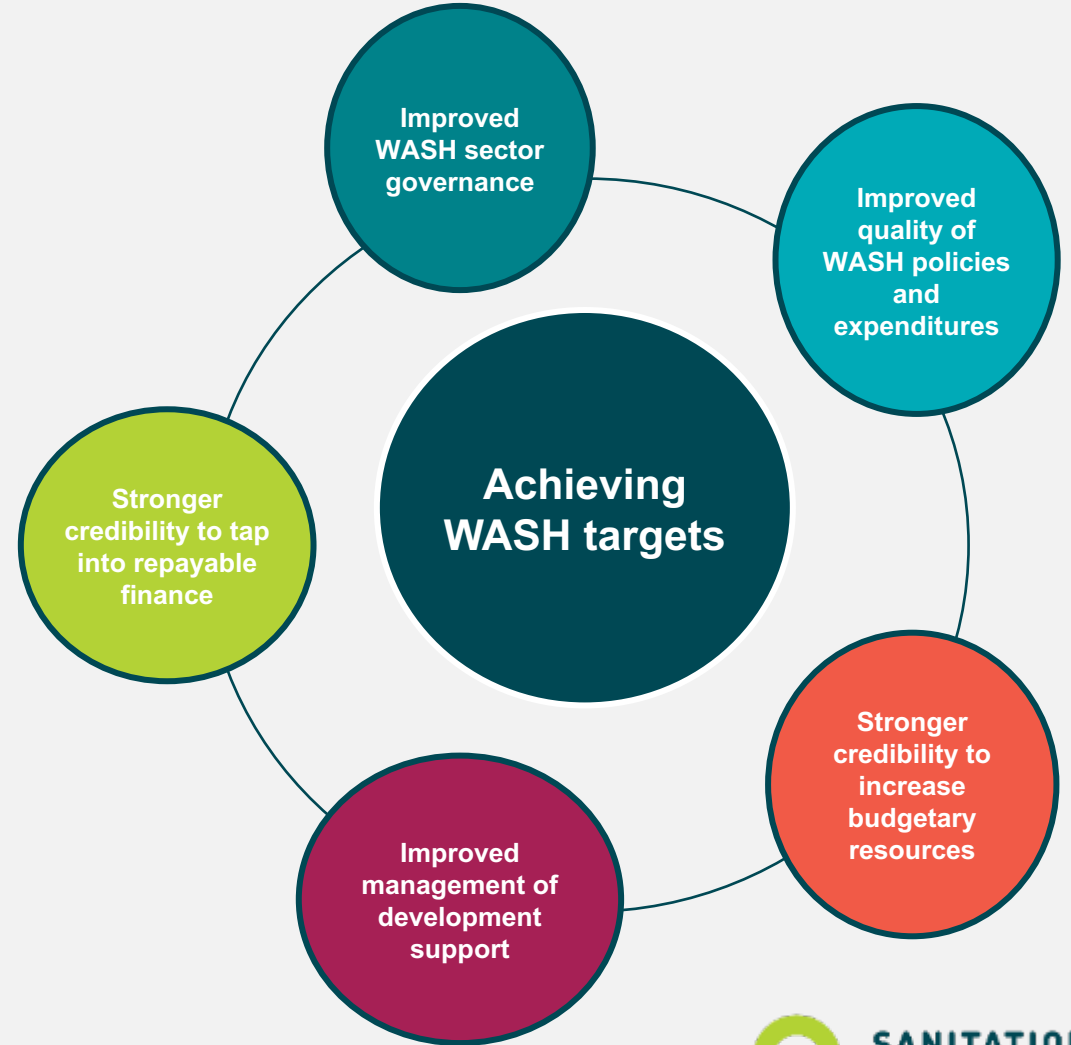 Improved
WASH sector
governance
Improved
quality of
WASH policies
and
expenditures
Achieving
WASH targets
Stronger
credibility to tap
into repayable
finance
Stronger
credibility to
increase
budgetary
resources
Improved
management of
development
support
SANITATION